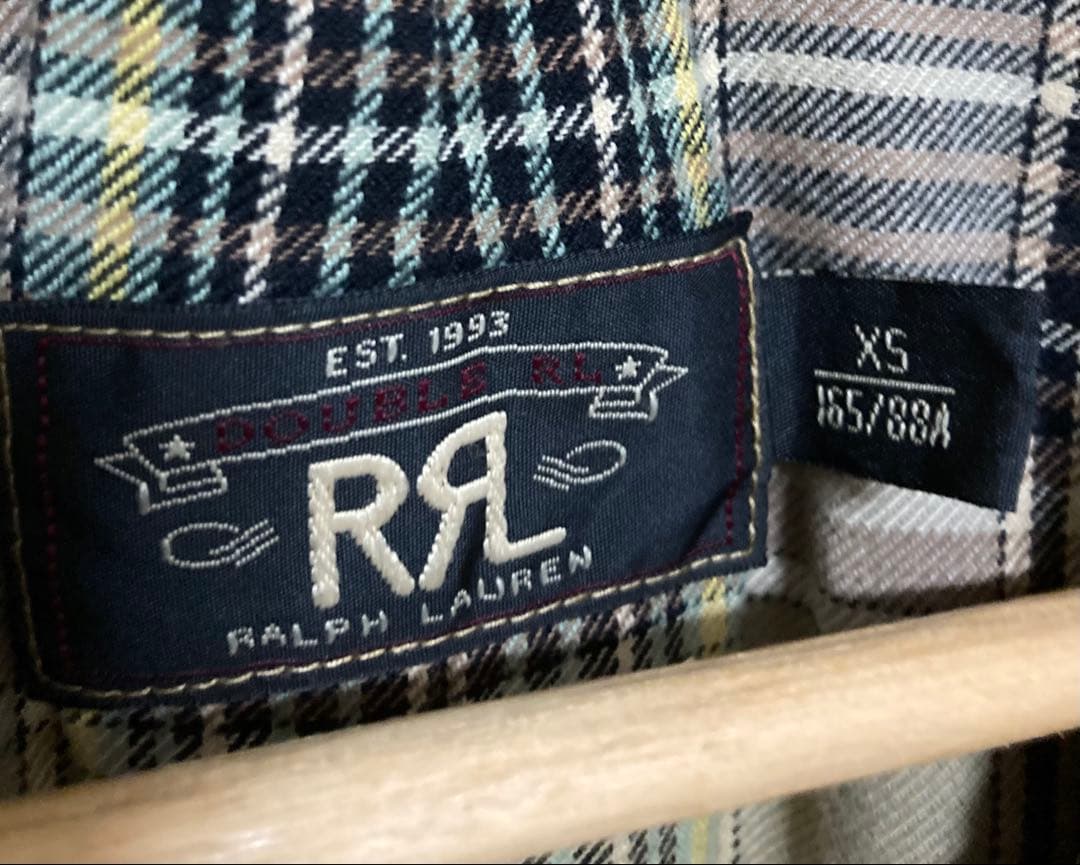 EST. 1993
DOUBLE RL
RRL
RALPH LAUREN
XS
165/88A